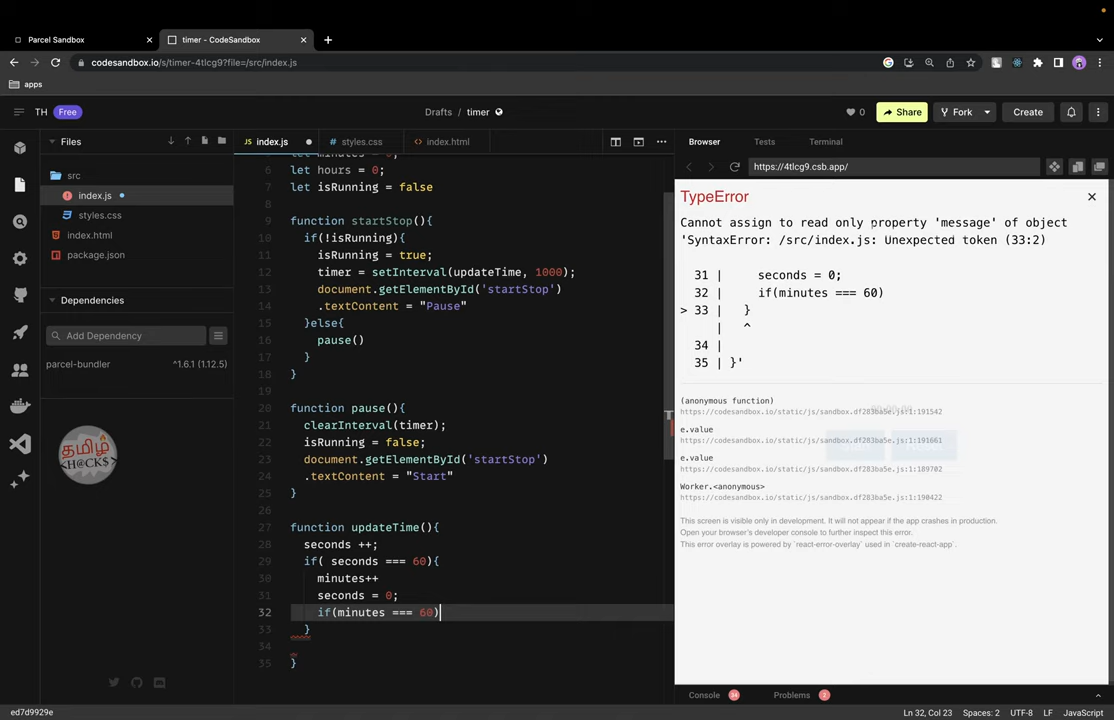 Parcel Sandbox
timer - CodeSandbox
codesandbox.io/s/timer-4tlcg9?file=/src/index.js
apps
TH Free
Drafts / timer
0
Share
Fork
Create
Files
src
index.js
styles.css
index.html
package.json
Dependencies
Add Dependency
parcel-bundler ^1.6.1 (1.12.5)
தமிழ்
<H@CK$>
ed7d9929e
index.js
styles.css
index.html
6 let hours = 0;
7 let isRunning = false
8
9 function startStop(){
10 if(!isRunning){
11 isRunning = true;
12 timer = setInterval(updateTime, 1000);
13 document.getElementById('startStop')
14 .textContent = "Pause"
15 }else{
16 pause()
17 }
18 }
19
20 function pause(){
21 clearInterval(timer);
22 isRunning = false;
23 document.getElementById('startStop')
24 .textContent = "Start"
25 }
26
27 function updateTime(){
28 seconds ++;
29 if( seconds === 60){
30 minutes++
31 seconds = 0;
32 if(minutes === 60)
33 }
34
35 }
Browser
Tests
Terminal
https://4tlcg9.csb.app/
TypeError
Cannot assign to read only property 'message' of object
'SyntaxError: /src/index.js: Unexpected token (33:2)
31 | seconds = 0;
32 | if(minutes === 60)
> 33 | }
| ^
34 |
35 | }'
(anonymous function)
https://codesandbox.io/static/js/sandbox.df283ba5e.js:1:191542
e.value
https://codesandbox.io/static/js/sandbox.df283ba5e.js:1:191661
e.value
https://codesandbox.io/static/js/sandbox.df283ba5e.js:1:189702
Worker.<anonymous>
https://codesandbox.io/static/js/sandbox.df283ba5e.js:1:190422
This screen is visible only in development. It will not appear if the app crashes in production.
Open your browser's developer console to further inspect this error.
This error overlay is powered by `react-error-overlay` used in `create-react-app`.
Console 34
Problems 2
Ln 32, Col 23 Spaces: 2 UTF-8 LF JavaScript